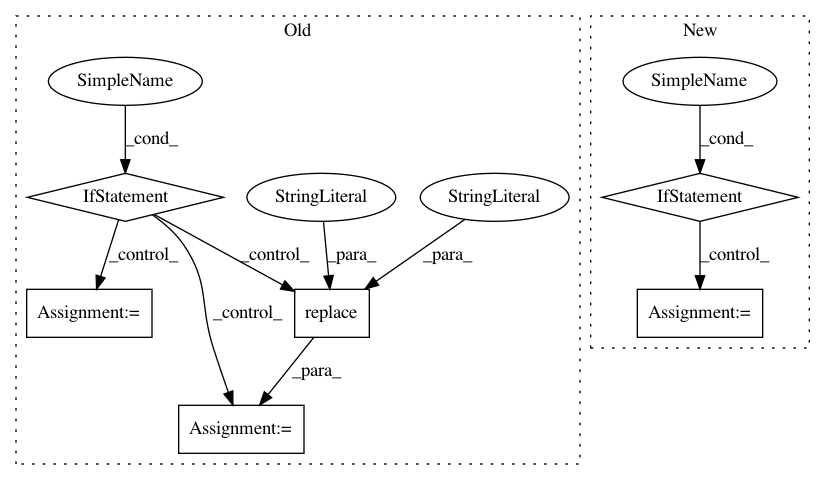 Old
New
SimpleName
SimpleName
_cond_
_cond_
IfStatement
StringLiteral
StringLiteral
IfStatement
_control_
_control_
_para_
_para_
_control_
Assignment:=
_control_
replace
Assignment:=
_para_
Assignment:=